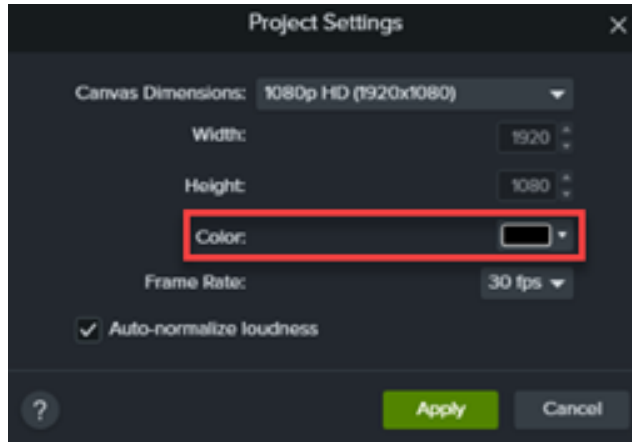 Project Settings
Canvas Dimensions: 1080p HD (1920x1080)
Width: 1920
Height: 1080
Color:
Frame Rate: 30 fps
Auto-normalize loudness
? Apply Cancel